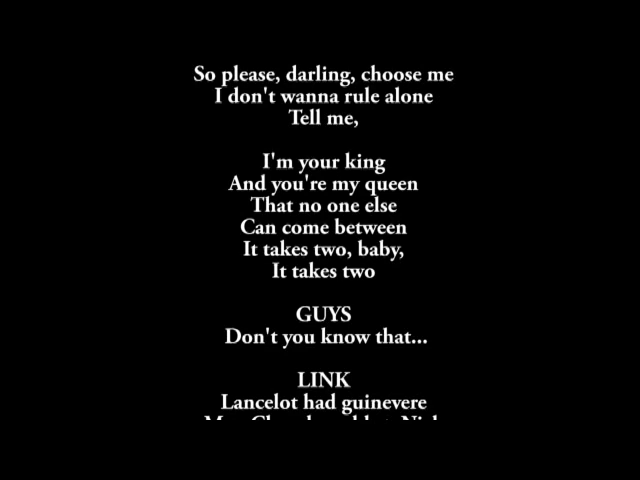 So please, darling, choose me
I don't wanna rule alone
Tell me,
I'm your king
And you're my queen
That no one else
Can come between
It takes two, baby,
It takes two
GUYS
Don't you know that...
LINK
Lancelot had guinevere